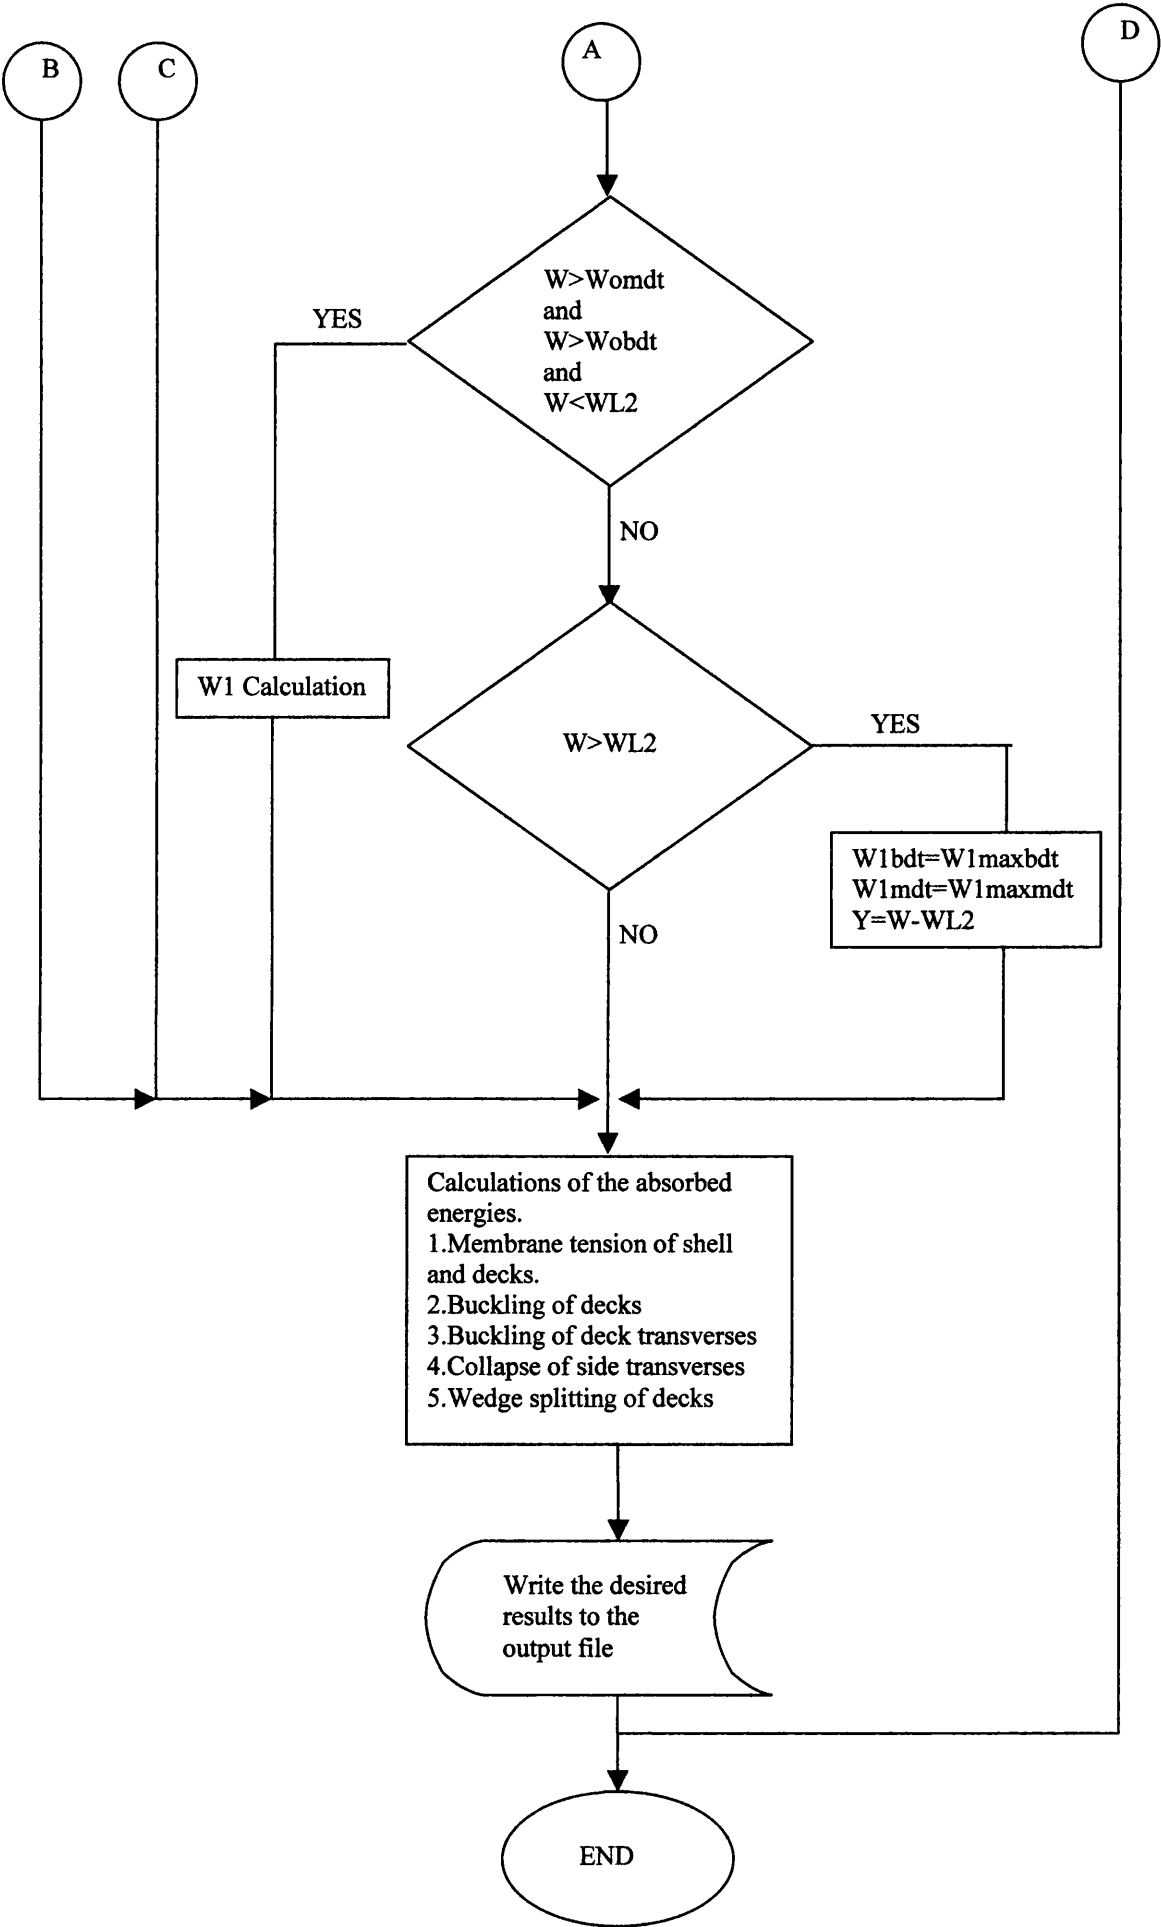 B
C
A
D
W>Womdt
and
W>Wobdt
and
W<WL2
YES
NO
W1 Calculation
W>WL2
YES
W1bdt=W1maxbdt
W1mdt=W1maxmdt
Y=W-WL2
NO
Calculations of the absorbed
energies.
1.Membrane tension of shell
and decks.
2.Buckling of decks
3.Buckling of deck transverses
4.Collapse of side transverses
5.Wedge splitting of decks
Write the desired
results to the
output file
END